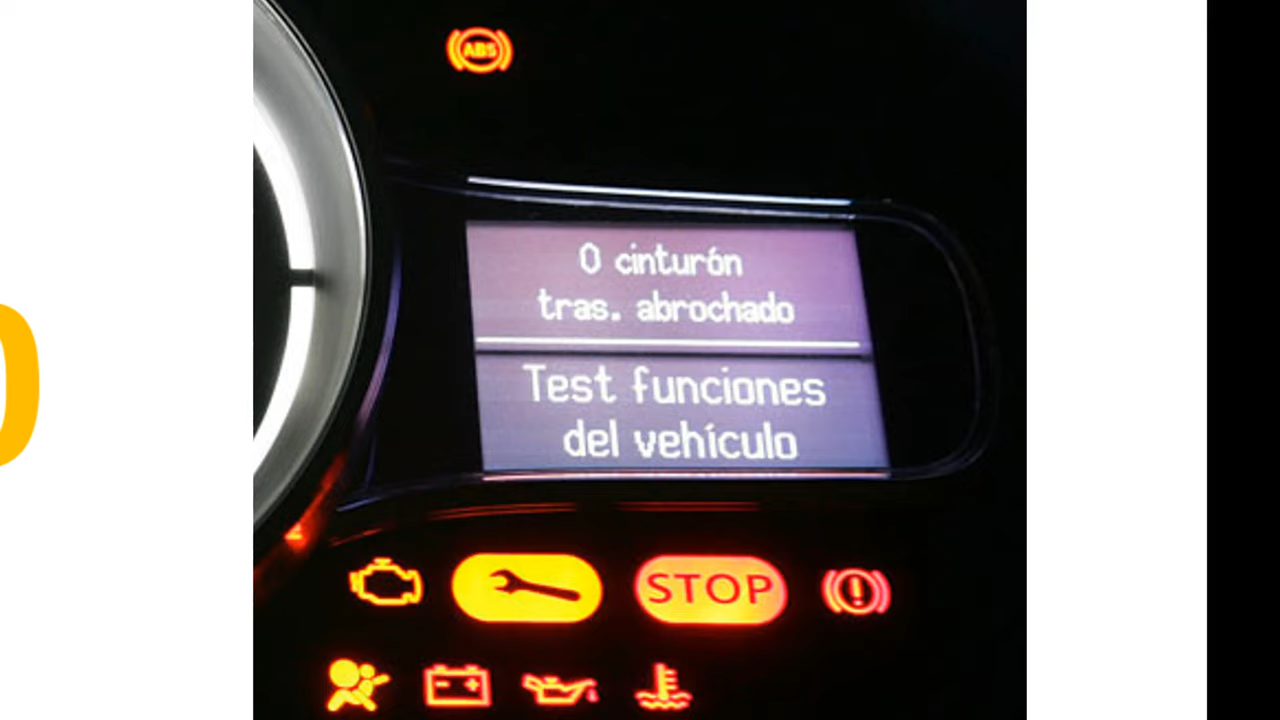 ABS
0 cinturón
tras. abrochado
Test funciones
del vehículo
STOP